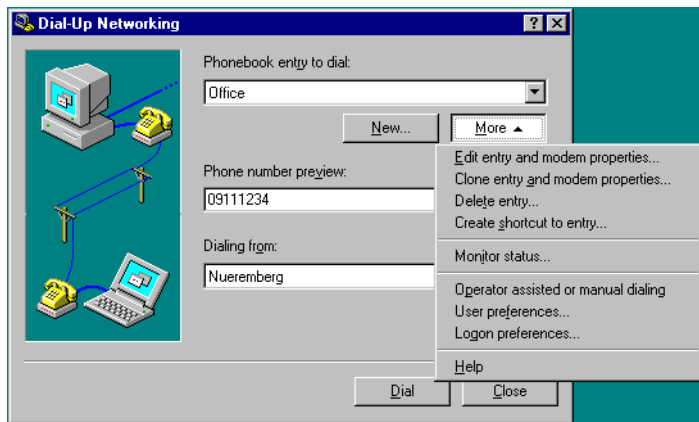 Dial-Up Networking
Phonebook entry to dial:
Office
New...
More
Edit entry and modem properties...
Clone entry and modem properties...
Delete entry...
Create shortcut to entry...
Monitor status...
Operator assisted or manual dialing
User preferences...
Logon preferences...
Help
Phone number preview:
09111234
Dialing from:
Nueremberg
Dial
Close